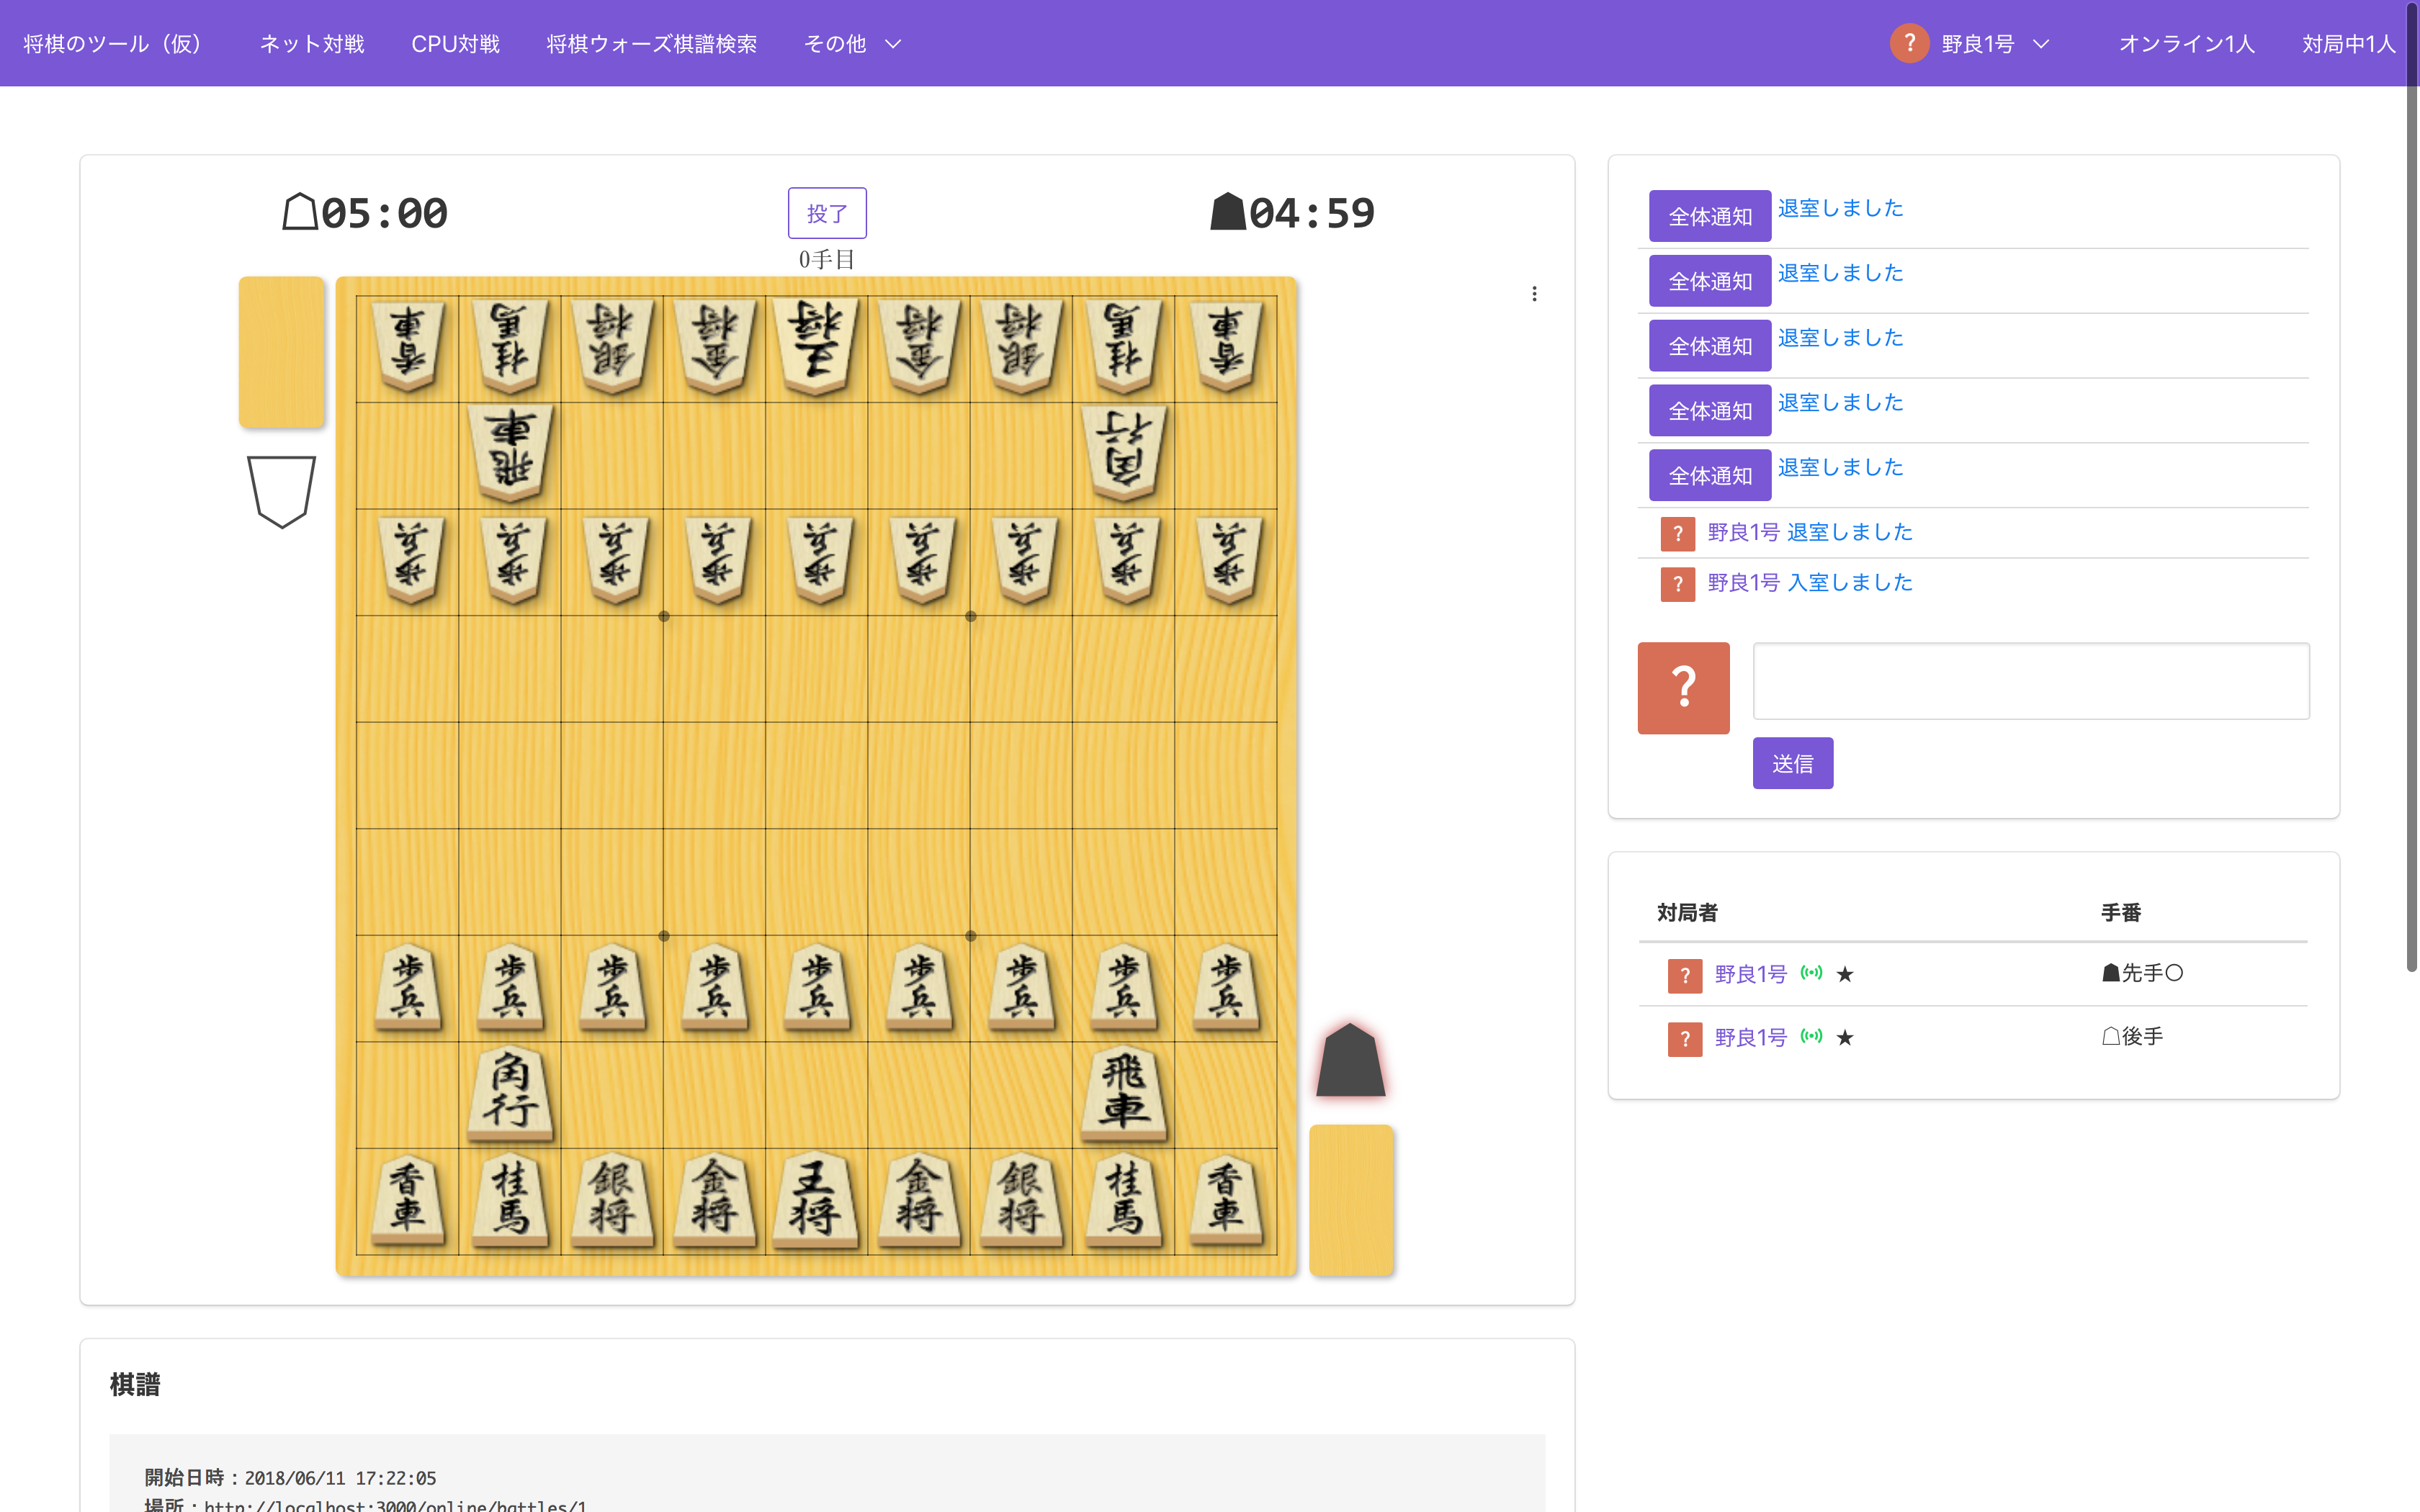 将棋のツール（仮） ネット対戦 CPU対戦 将棋ウォーズ棋譜検索 その他 ? 野良1号 オンライン1人 対局中1人
☖05:00 投了 ☗04:59
0手目
香車 桂馬 銀将 金将 王将 金将 銀将 桂馬 香車
飛車 角行
歩兵 歩兵 歩兵 歩兵 歩兵 歩兵 歩兵 歩兵 歩兵
歩兵 歩兵 歩兵 歩兵 歩兵 歩兵 歩兵 歩兵 歩兵
角行 飛車
香車 桂馬 銀将 金将 王将 金将 銀将 桂馬 香車
棋譜
開始日時：2018/06/11 17:22:05
場所：http://localhost:3000/online/battles/1
全体通知 退室しました
全体通知 退室しました
全体通知 退室しました
全体通知 退室しました
全体通知 退室しました
? 野良1号 退室しました
? 野良1号 入室しました
?
送信
対局者 手番
? 野良1号 ★ ☗先手〇
? 野良1号 ★ ☖後手